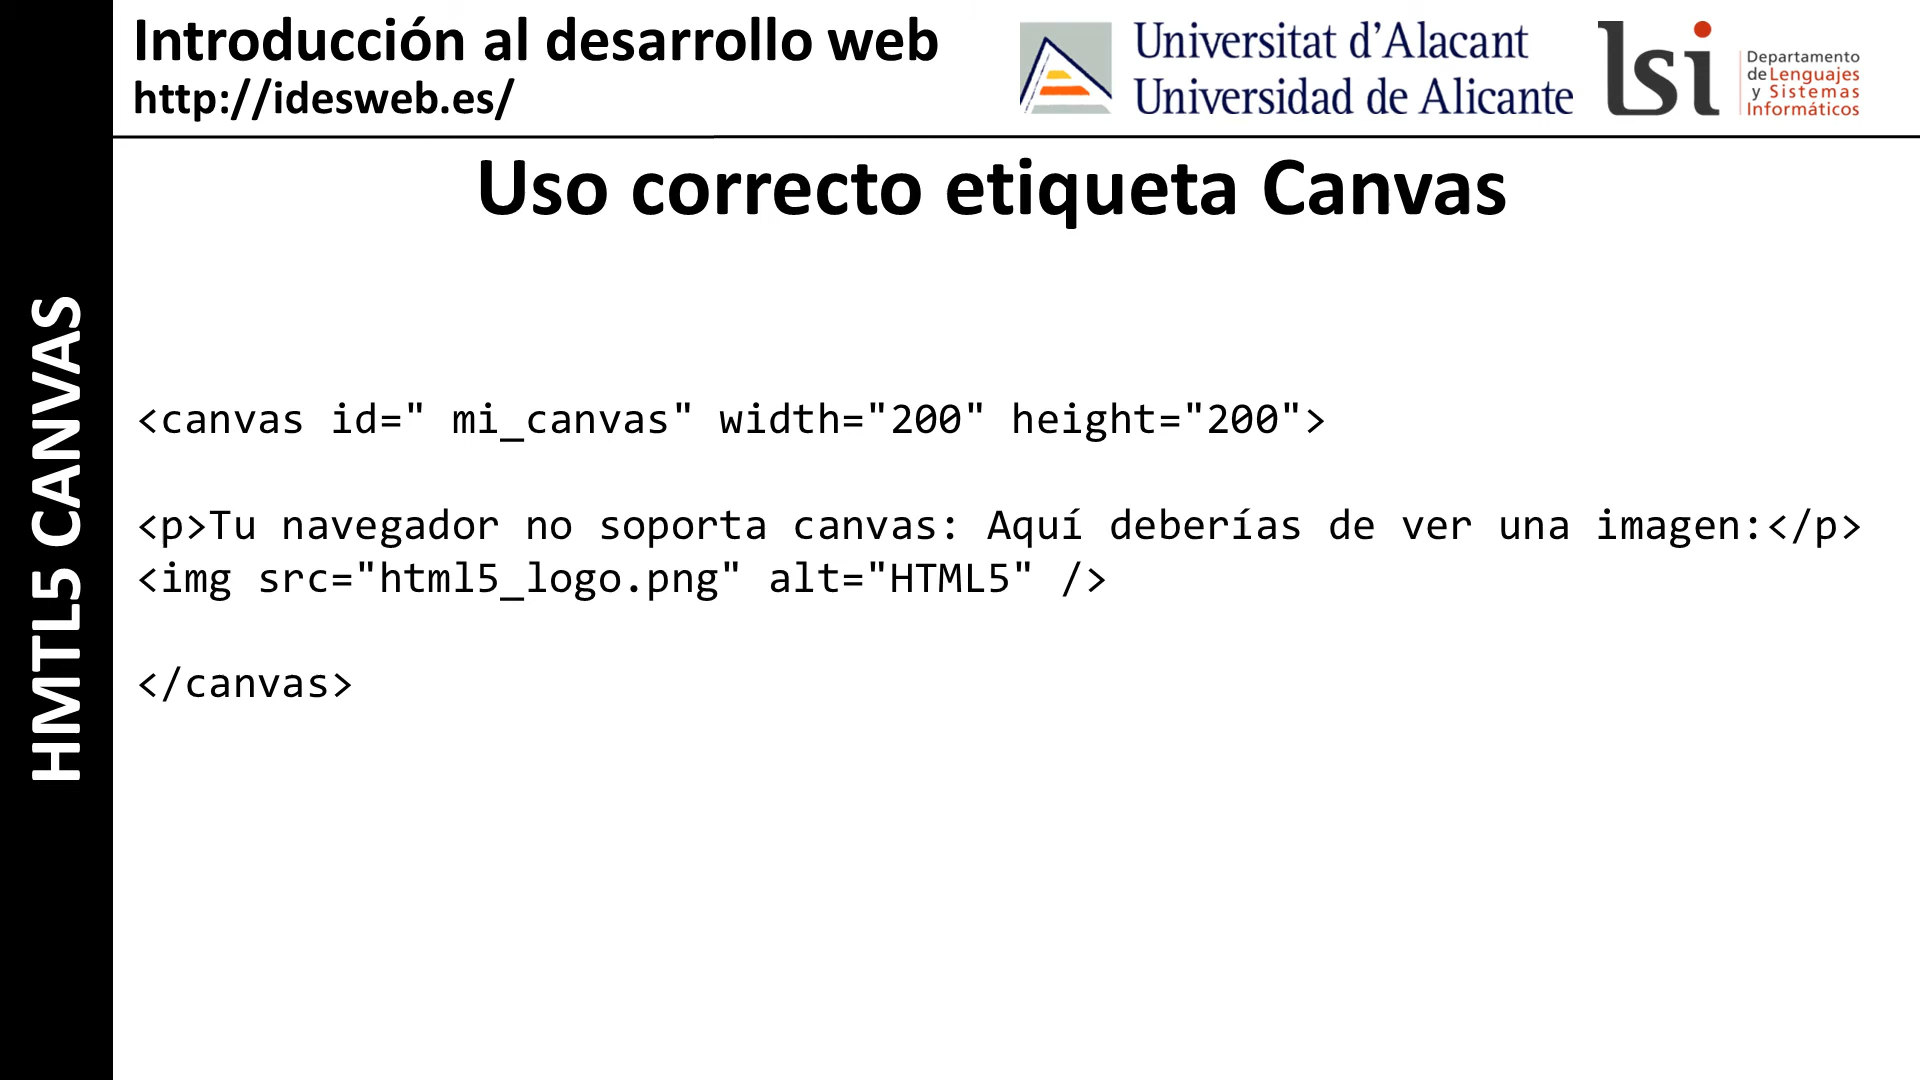 Introducción al desarrollo web
http://idesweb.es/
Universitat d’Alacant
Universidad de Alicante
lsi
Departamento
de Lenguajes
y Sistemas
Informáticos
HMTL5 CANVAS
Uso correcto etiqueta Canvas
<canvas id=" mi_canvas" width="200" height="200">
<p>Tu navegador no soporta canvas: Aquí deberías de ver una imagen:</p>
<img src="html5_logo.png" alt="HTML5" />
</canvas>